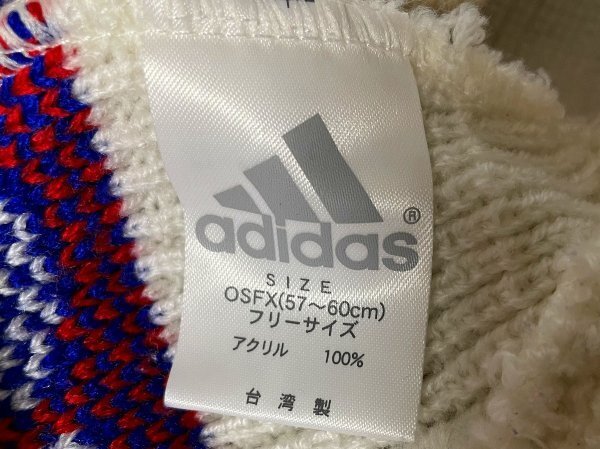 adidas®
SIZE
OSFX(57～60cm)
フリーサイズ
アクリル 100%
台湾製